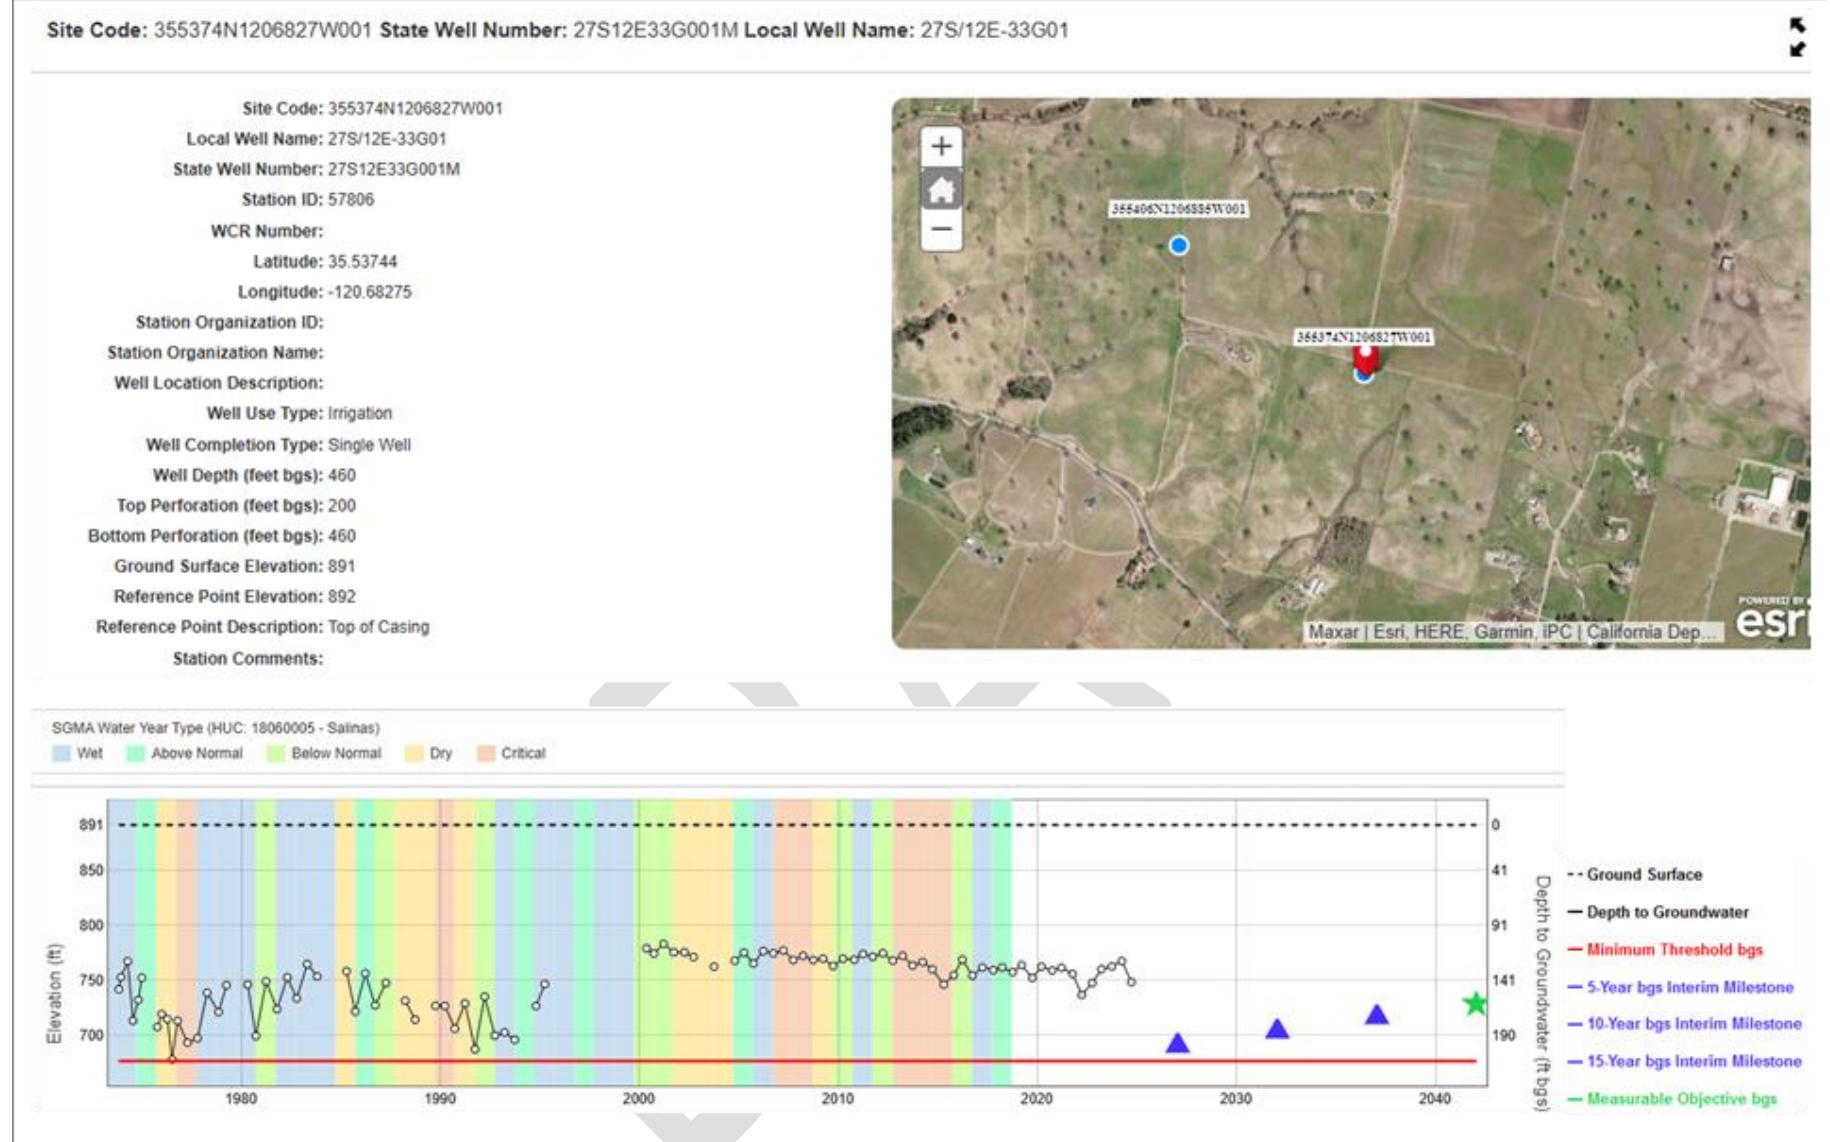 Site Code: 355374N1206827W001 State Well Number: 27S12E33G001M Local Well Name: 27S/12E-33G01
Site Code: 355374N1206827W001
Local Well Name: 27S/12E-33G01
State Well Number: 27S12E33G001M
Station ID: 57806
WCR Number:
Latitude: 35.53744
Longitude: -120.68275
Station Organization ID:
Station Organization Name:
Well Location Description:
Well Use Type: Irrigation
Well Completion Type: Single Well
Well Depth (feet bgs): 460
Top Perforation (feet bgs): 200
Bottom Perforation (feet bgs): 460
Ground Surface Elevation: 891
Reference Point Elevation: 892
Reference Point Description: Top of Casing
Station Comments:
+
−
355406N1206885W001
355374N1206827W001
POWERED BY
esri
Maxar | Esri, HERE, Garmin, iPC | California Dep...
SGMA Water Year Type (HUC: 18060005 - Salinas)
Wet Above Normal Below Normal Dry Critical
Elevation (ft)
891
850
800
750
700
1980 1990 2000 2010 2020 2030 2040
0
41
91
141
190
Depth to Groundwater (ft bgs)
Ground Surface
Depth to Groundwater
Minimum Threshold bgs
5-Year bgs Interim Milestone
10-Year bgs Interim Milestone
15-Year bgs Interim Milestone
Measurable Objective bgs